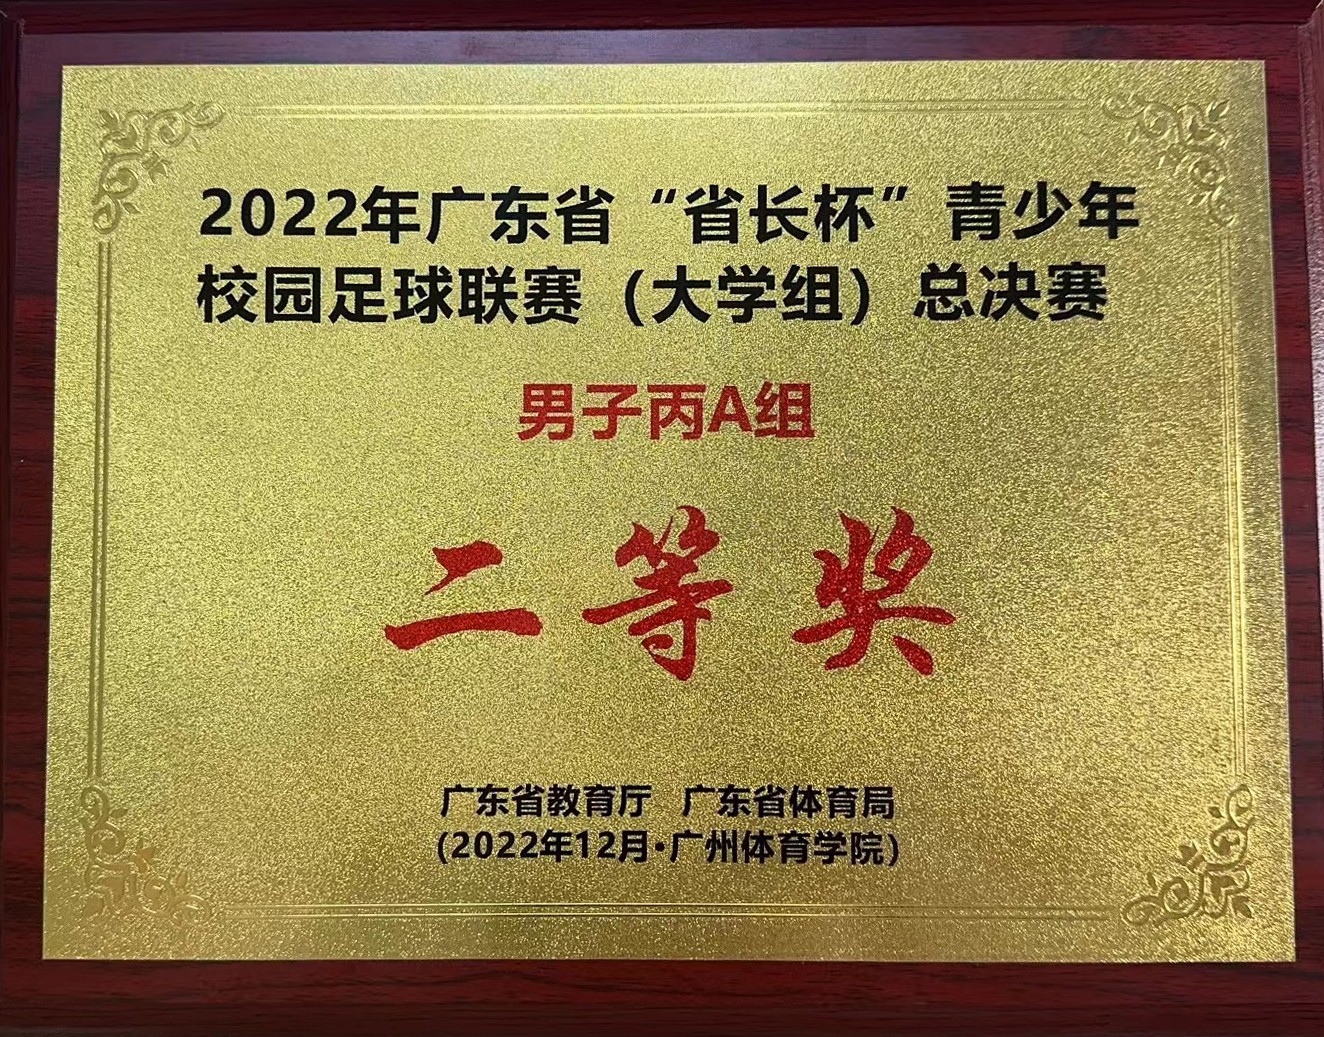 2022年广东省“省长杯”青少年
校园足球联赛（大学组）总决赛
男子丙A组
二等奖
广东省教育厅 广东省体育局
(2022年12月·广州体育学院)